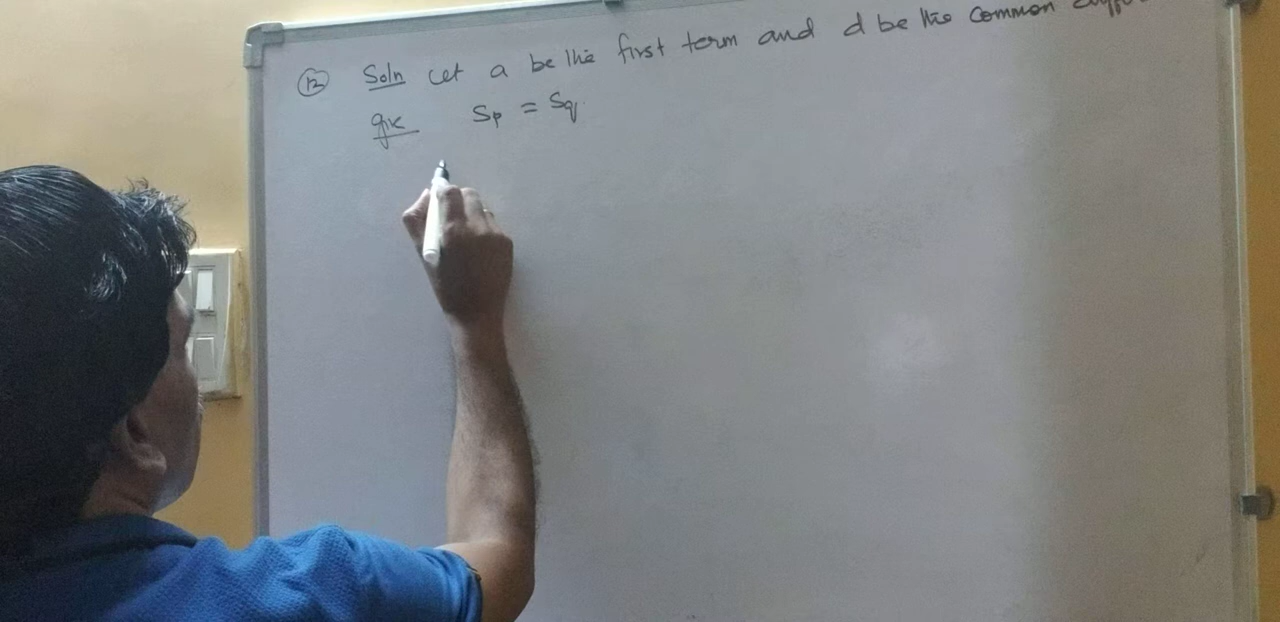 12 Soln Let a be the first term and d be the common
giv Sp = Sq